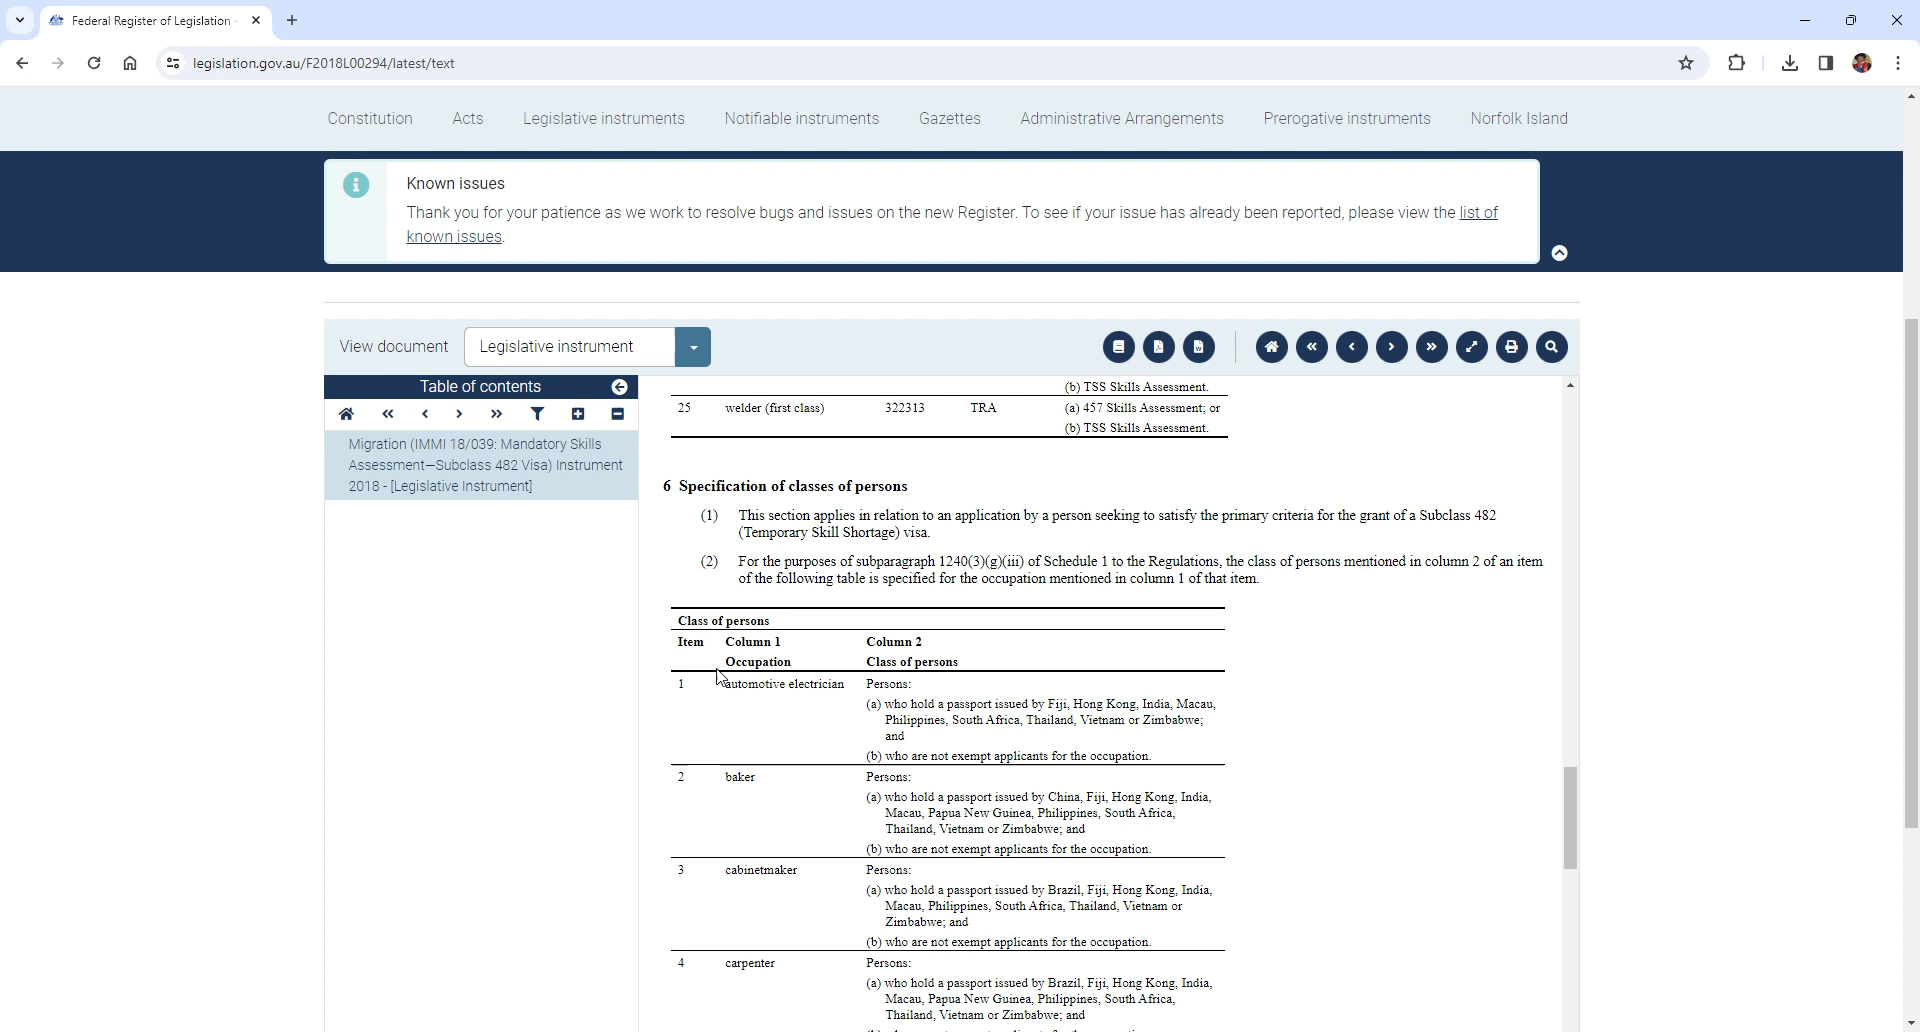 Federal Register of Legislation -
legislation.gov.au/F2018L00294/latest/text
Constitution Acts Legislative instruments Notifiable instruments Gazettes Administrative Arrangements Prerogative instruments Norfolk Island
Known issues
Thank you for your patience as we work to resolve bugs and issues on the new Register. To see if your issue has already been reported, please view the list of
known issues.
View document Legislative instrument
Table of contents
Migration (IMMI 18/039: Mandatory Skills
Assessment—Subclass 482 Visa) Instrument
2018 - [Legislative Instrument]
(b) TSS Skills Assessment.
25 welder (first class) 322313 TRA (a) 457 Skills Assessment; or
(b) TSS Skills Assessment.
6 Specification of classes of persons
(1) This section applies in relation to an application by a person seeking to satisfy the primary criteria for the grant of a Subclass 482
(Temporary Skill Shortage) visa.
(2) For the purposes of subparagraph 1240(3)(g)(iii) of Schedule 1 to the Regulations, the class of persons mentioned in column 2 of an item
of the following table is specified for the occupation mentioned in column 1 of that item.
Class of persons
Item Column 1 Column 2
Occupation Class of persons
1 automotive electrician Persons:
(a) who hold a passport issued by Fiji, Hong Kong, India, Macau,
Philippines, South Africa, Thailand, Vietnam or Zimbabwe;
and
(b) who are not exempt applicants for the occupation.
2 baker Persons:
(a) who hold a passport issued by China, Fiji, Hong Kong, India,
Macau, Papua New Guinea, Philippines, South Africa,
Thailand, Vietnam or Zimbabwe; and
(b) who are not exempt applicants for the occupation.
3 cabinetmaker Persons:
(a) who hold a passport issued by Brazil, Fiji, Hong Kong, India,
Macau, Philippines, South Africa, Thailand, Vietnam or
Zimbabwe; and
(b) who are not exempt applicants for the occupation.
4 carpenter Persons:
(a) who hold a passport issued by Brazil, Fiji, Hong Kong, India,
Macau, Papua New Guinea, Philippines, South Africa,
Thailand, Vietnam or Zimbabwe; and